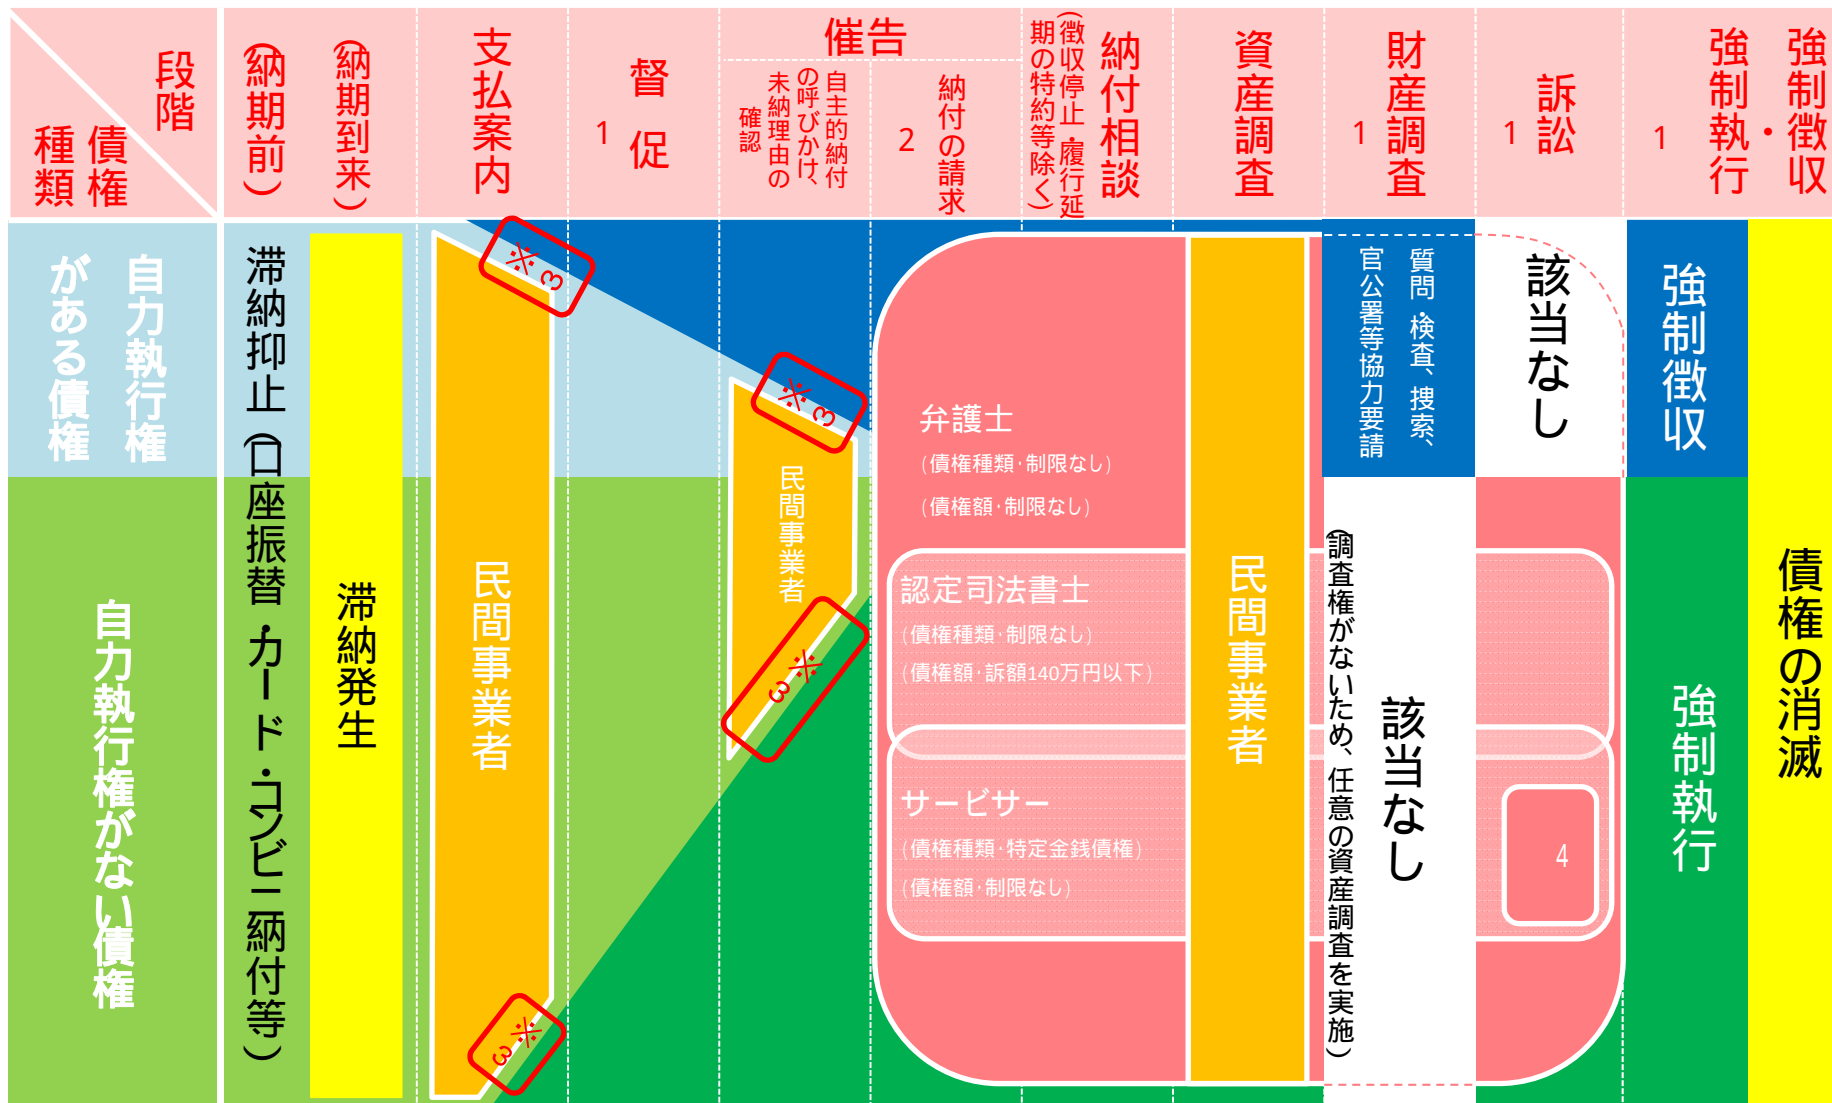 段階
債権
種類
(納期前)
(納期到来)
支払案内
督促
1
催告
自主的納付
の呼びかけ、
未納理由の
確認
納付の請求
2
納付相談
(徴収停止・履行延
期の特約等除く)
資産調査
財産調査
1
訴訟
1
強制徴収・
強制執行
1
自力執行権
がある債権
自力執行権がない債権
滞納抑止(口座振替・カード・コンビニ納付等)
滞納発生
民間事業者
※3
※3
民間事業者
※3
※3
弁護士
(債権種類・制限なし)
(債権額・制限なし)
認定司法書士
(債権種類・制限なし)
(債権額・訴額140万円以下)
サービサー
(債権種類・特定金銭債権)
(債権額・制限なし)
民間事業者
質問・検査、捜索、
官公署等協力要請
該当なし
(調査権がないため、任意の資産調査を実施)
該当なし
4
強制徴収
強制執行
債権の消滅